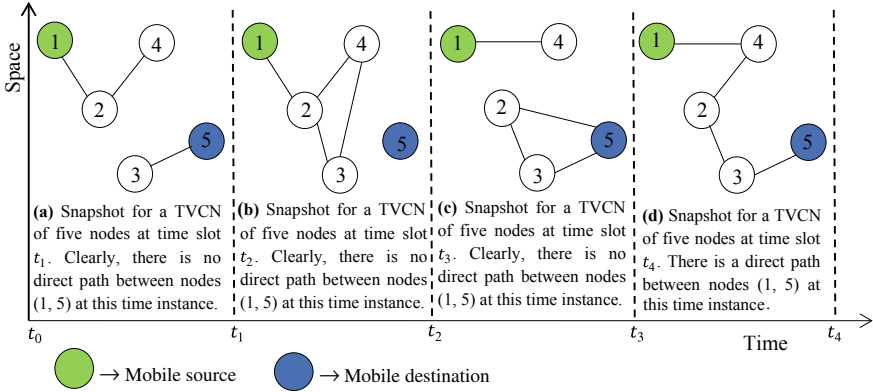 Space
1
4
2
5
3
1
4
2
5
3
1
4
2
5
3
1
4
2
5
3
(a) Snapshot for a TVCN
of five nodes at time slot
t₁. Clearly, there is no
direct path between nodes
(1, 5) at this time instance.
(b) Snapshot for a TVCN
of five nodes at time slot
t₂. Clearly, there is no
direct path between nodes
(1, 5) at this time instance.
(c) Snapshot for a TVCN
of five nodes at time slot
t₃. Clearly, there is no
direct path between nodes
(1, 5) at this time instance.
(d) Snapshot for a TVCN
of five nodes at time slot
t₄. There is a direct path
between nodes (1, 5) at
this time instance.
t₀
t₁
t₂
t₃
t₄
Time
→ Mobile source
→ Mobile destination